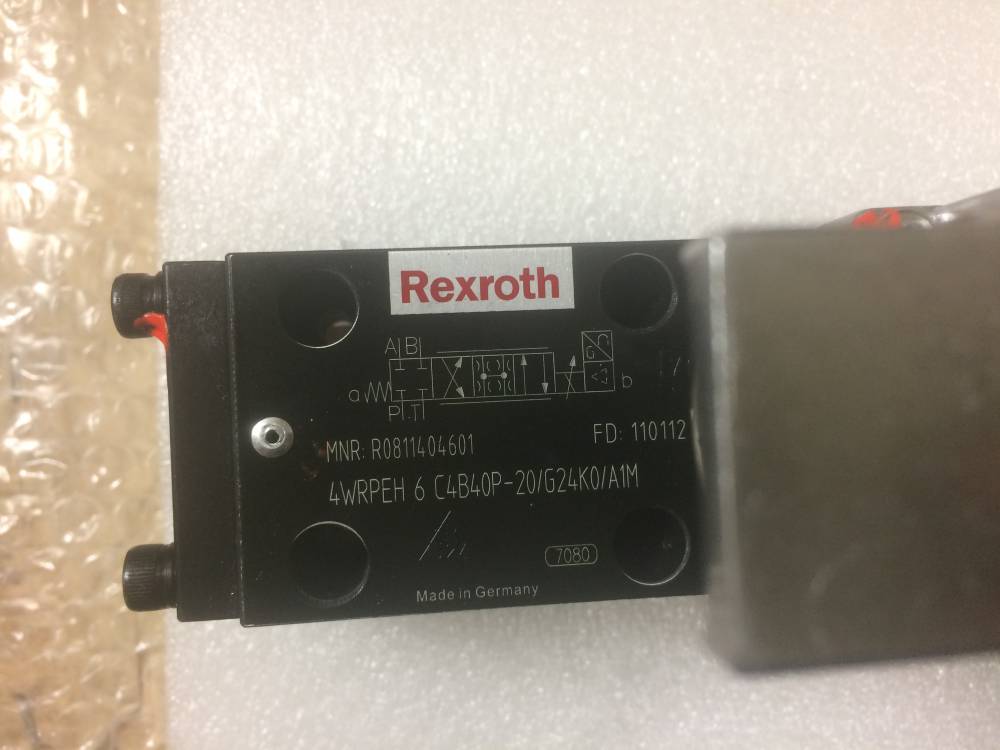 Rexroth
A B
a b
P T
MNR: R0811404601 FD: 110112
4WRPEH 6 C4B40P-20/G24K0/A1M
7080
Made in Germany